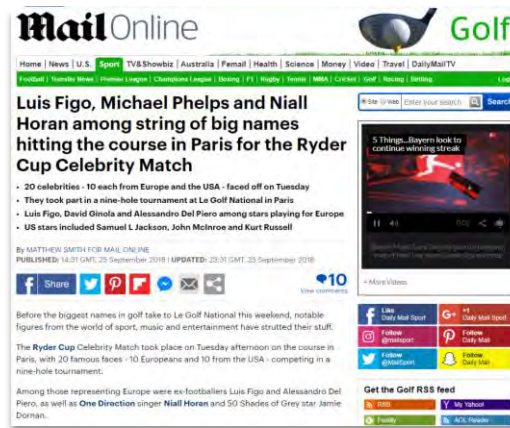 Mail Online
Golf
Home | News | U.S. | Sport | TV&Showbiz | Australia | Femail | Health | Science | Money | Video | Travel | DailyMailTV
Football | Transfer News | Premier League | Champions League | Boxing | F1 | Rugby | Tennis | MMA | Cricket | Golf | Racing | Betting
Luis Figo, Michael Phelps and Niall
Horan among string of big names
hitting the course in Paris for the Ryder
Cup Celebrity Match
• 20 celebrities - 10 each from Europe and the USA - faced off on Tuesday
• They took part in a nine-hole tournament at Le Golf National in Paris
• Luis Figo, David Ginola and Alessandro Del Piero among stars playing for Europe
• US stars included Samuel L Jackson, John McInroe and Kurt Russell
By MATTHEW SMITH FOR MAIL ONLINE
PUBLISHED: 14:31 GMT, 25 September 2018 | UPDATED: 23:31 GMT, 25 September 2018
Share
10
View comments
Before the biggest names in golf take to Le Golf National this weekend, notable
figures from the world of sport, music and entertainment have strutted their stuff.
The Ryder Cup Celebrity Match took place on Tuesday afternoon on the course in
Paris, with 20 famous faces - 10 Europeans and 10 from the USA - competing in a
nine-hole tournament.
Among those representing Europe were ex-footballers Luis Figo and Alessandro Del
Piero, as well as One Direction singer Niall Horan and 50 Shades of Grey star Jamie
Dornan.
Site Web Enter your search Search
5 Things...Bayern look to
continue winning streak
+ More Videos
Like
Daily Mail Sport
+1
Daily Mail Sport
Follow
@mailsport
Follow
Daily Mail
Follow
@MailSport
Follow
Daily Mail
Get the Golf RSS feed
RSS
My Yahoo!
Feedly
AOL Reader